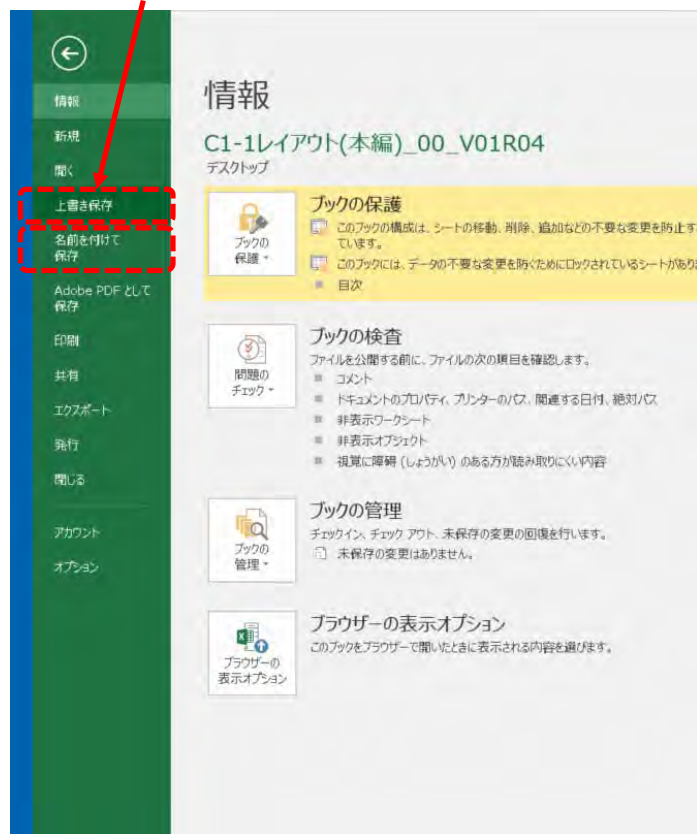 情報
新規
開く
上書き保存
名前を付けて
保存
Adobe PDF として
保存
印刷
共有
エクスポート
発行
閉じる
アカウント
オプション
情報
C1-1レイアウト(本編)_00_V01R04
デスクトップ
ブックの
保護
ブックの保護
このブックの構成は、シートの移動、削除、追加などの不要な変更を防止す
ています。
このブックには、データの不要な変更を防ぐためにロックされているシートがあり
目次
問題の
チェック
ブックの検査
ファイルを公開する前に、ファイルの次の項目を確認します。
コメント
ドキュメントのプロパティ、プリンターのパス、関連する日付、絶対パス
非表示ワークシート
非表示オブジェクト
視覚に障碍 (しょうがい) のある方が読み取りにくい内容
ブックの
管理
ブックの管理
チェックイン、チェック アウト、未保存の変更の回復を行います。
未保存の変更はありません。
ブラウザーの
表示オプション
ブラウザーの表示オプション
このブックをブラウザーで開いたときに表示される内容を選びます。